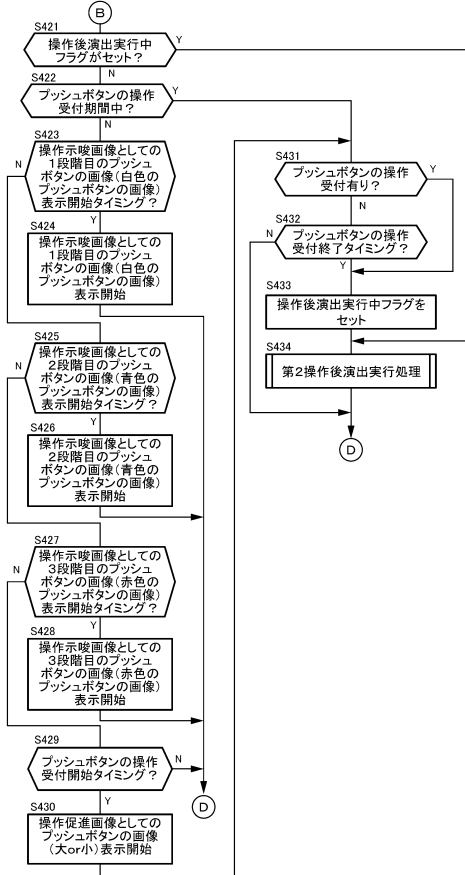 B
S421
操作後演出実行中
フラグがセット？
Y
N
S422
プッシュボタンの操作
受付期間中？
Y
N
S423
操作示唆画像としての
1段階目のプッシュ
ボタンの画像(白色の
プッシュボタンの画像)
表示開始タイミング？
N
Y
S424
操作示唆画像としての
1段階目のプッシュ
ボタンの画像(白色の
プッシュボタンの画像)
表示開始
S425
操作示唆画像としての
2段階目のプッシュ
ボタンの画像(青色の
プッシュボタンの画像)
表示開始タイミング？
N
Y
S426
操作示唆画像としての
2段階目のプッシュ
ボタンの画像(青色の
プッシュボタンの画像)
表示開始
S427
操作示唆画像としての
3段階目のプッシュ
ボタンの画像(赤色の
プッシュボタンの画像)
表示開始タイミング？
N
Y
S428
操作示唆画像としての
3段階目のプッシュ
ボタンの画像(赤色の
プッシュボタンの画像)
表示開始
S429
プッシュボタンの操作
受付開始タイミング？
N
Y
D
S430
操作促進画像としての
プッシュボタンの画像
(大or小)表示開始
S431
プッシュボタンの操作
受付有り？
Y
N
S432
プッシュボタンの操作
受付終了タイミング？
N
Y
S433
操作後演出実行中フラグを
セット
S434
第2操作後演出実行処理
D